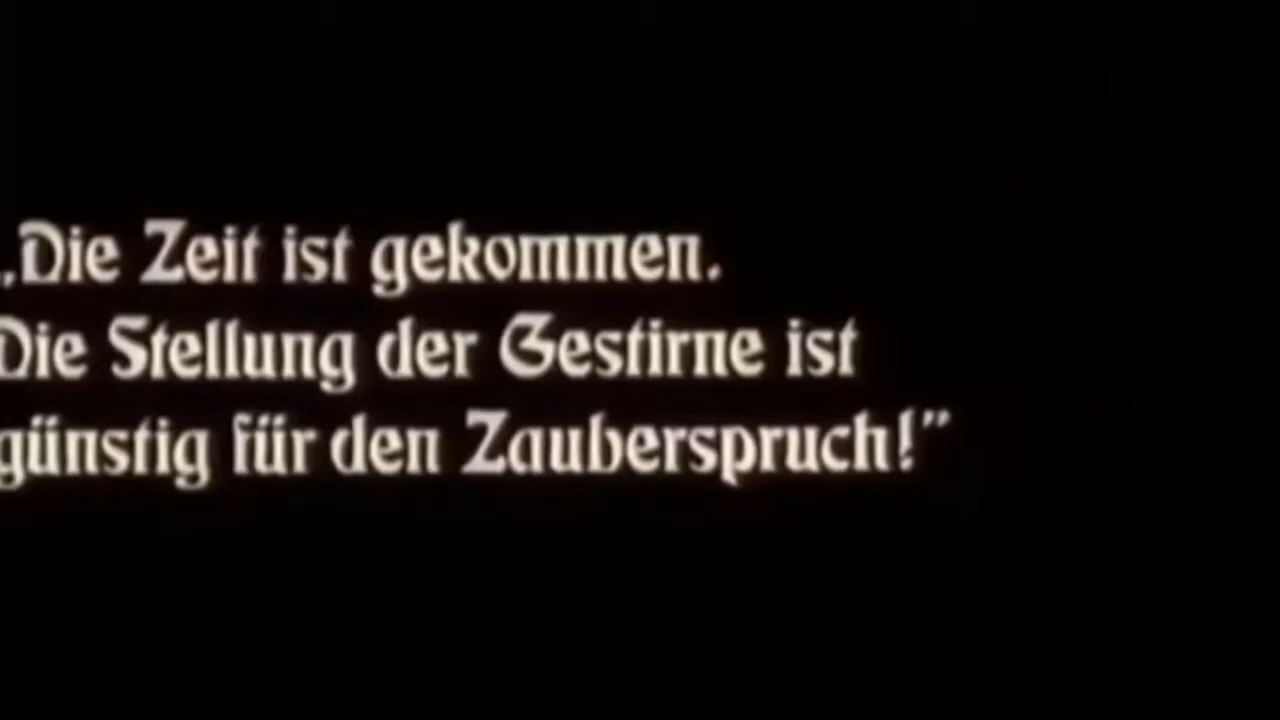 „Die Zeit ist gekommen.
Die Stellung der Gestirne ist
günstig für den Zauberspruch!”